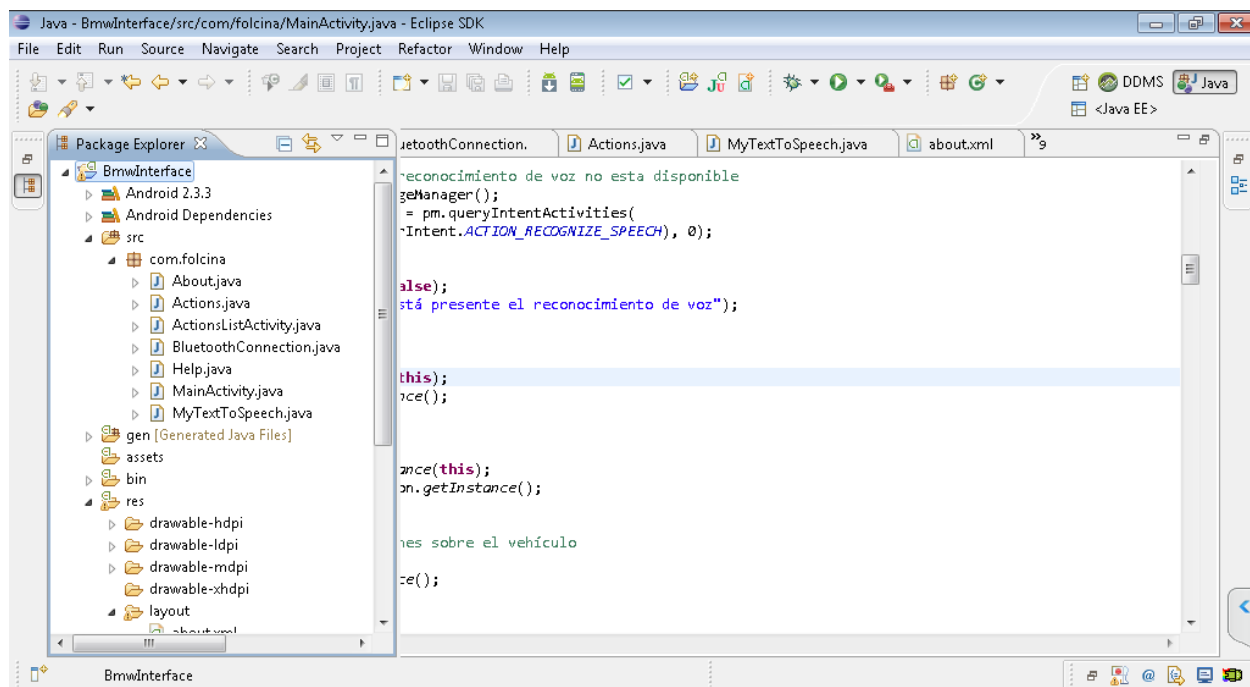 Java - BmwInterface/src/com/folcina/MainActivity.java - Eclipse SDK
File Edit Run Source Navigate Search Project Refactor Window Help
DDMS Java
<Java EE>
Package Explorer
uetoothConnection. Actions.java MyTextToSpeech.java about.xml »9
BmwInterface
Android 2.3.3
Android Dependencies
src
com.folcina
About.java
Actions.java
ActionsListActivity.java
BluetoothConnection.java
Help.java
MainActivity.java
MyTextToSpeech.java
gen [Generated Java Files]
assets
bin
res
drawable-hdpi
drawable-ldpi
drawable-mdpi
drawable-xhdpi
layout
about.xml
reconocimiento de voz no esta disponible
geManager();
= pm.queryIntentActivities(
rIntent.ACTION_RECOGNIZE_SPEECH), 0);
alse);
stá presente el reconocimiento de voz");
this);
nce();
ance(this);
on.getInstance();
nes sobre el vehículo
ce();
BmwInterface